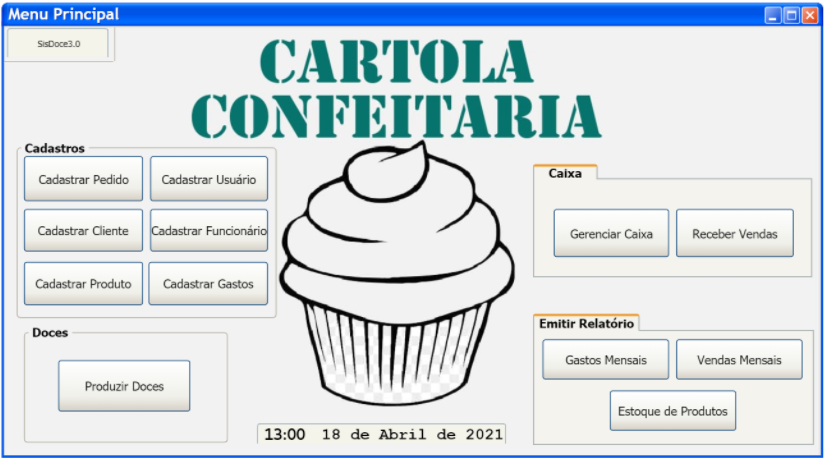 Menu Principal
SisDoce3.0
CARTOLA
CONFEITARIA
Cadastros
Cadastrar Pedido
Cadastrar Usuário
Cadastrar Cliente
Cadastrar Funcionário
Cadastrar Produto
Cadastrar Gastos
Doces
Produzir Doces
Caixa
Gerenciar Caixa
Receber Vendas
Emitir Relatório
Gastos Mensais
Vendas Mensais
Estoque de Produtos
13:00 18 de Abril de 2021